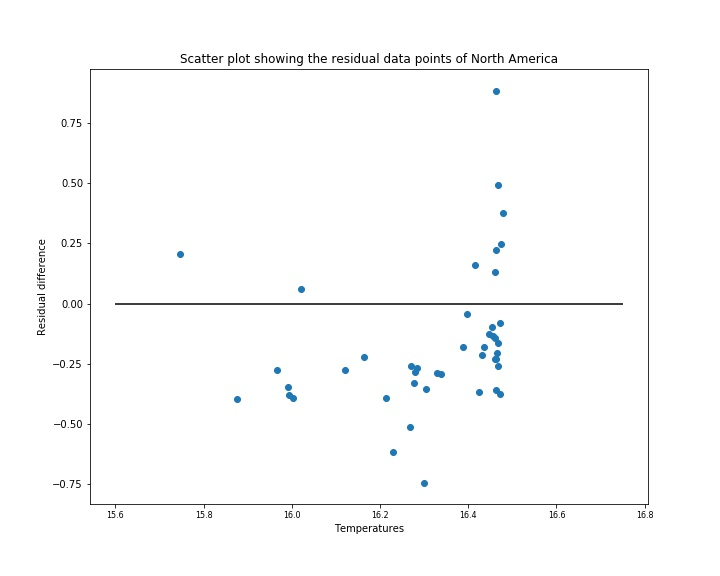 Scatter plot showing the residual data points of North America
0.75
0.50
0.25
0.00
−0.25
−0.50
−0.75
Residual difference
15.6 15.8 16.0 16.2 16.4 16.6 16.8
Temperatures